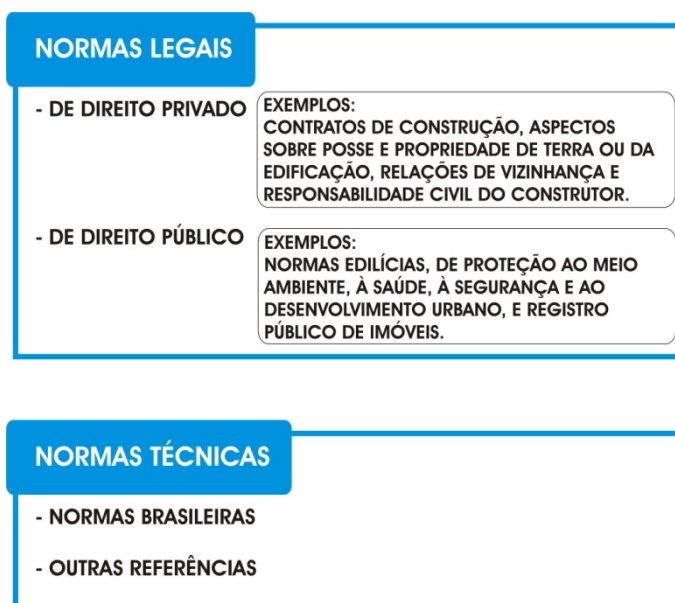 NORMAS LEGAIS
- DE DIREITO PRIVADO
EXEMPLOS:
CONTRATOS DE CONSTRUÇÃO, ASPECTOS
SOBRE POSSE E PROPRIEDADE DE TERRA OU DA
EDIFICAÇÃO, RELAÇÕES DE VIZINHANÇA E
RESPONSABILIDADE CIVIL DO CONSTRUTOR.
- DE DIREITO PÚBLICO
EXEMPLOS:
NORMAS EDILÍCIAS, DE PROTEÇÃO AO MEIO
AMBIENTE, À SAÚDE, À SEGURANÇA E AO
DESENVOLVIMENTO URBANO, E REGISTRO
PÚBLICO DE IMÓVEIS.
NORMAS TÉCNICAS
- NORMAS BRASILEIRAS
- OUTRAS REFERÊNCIAS